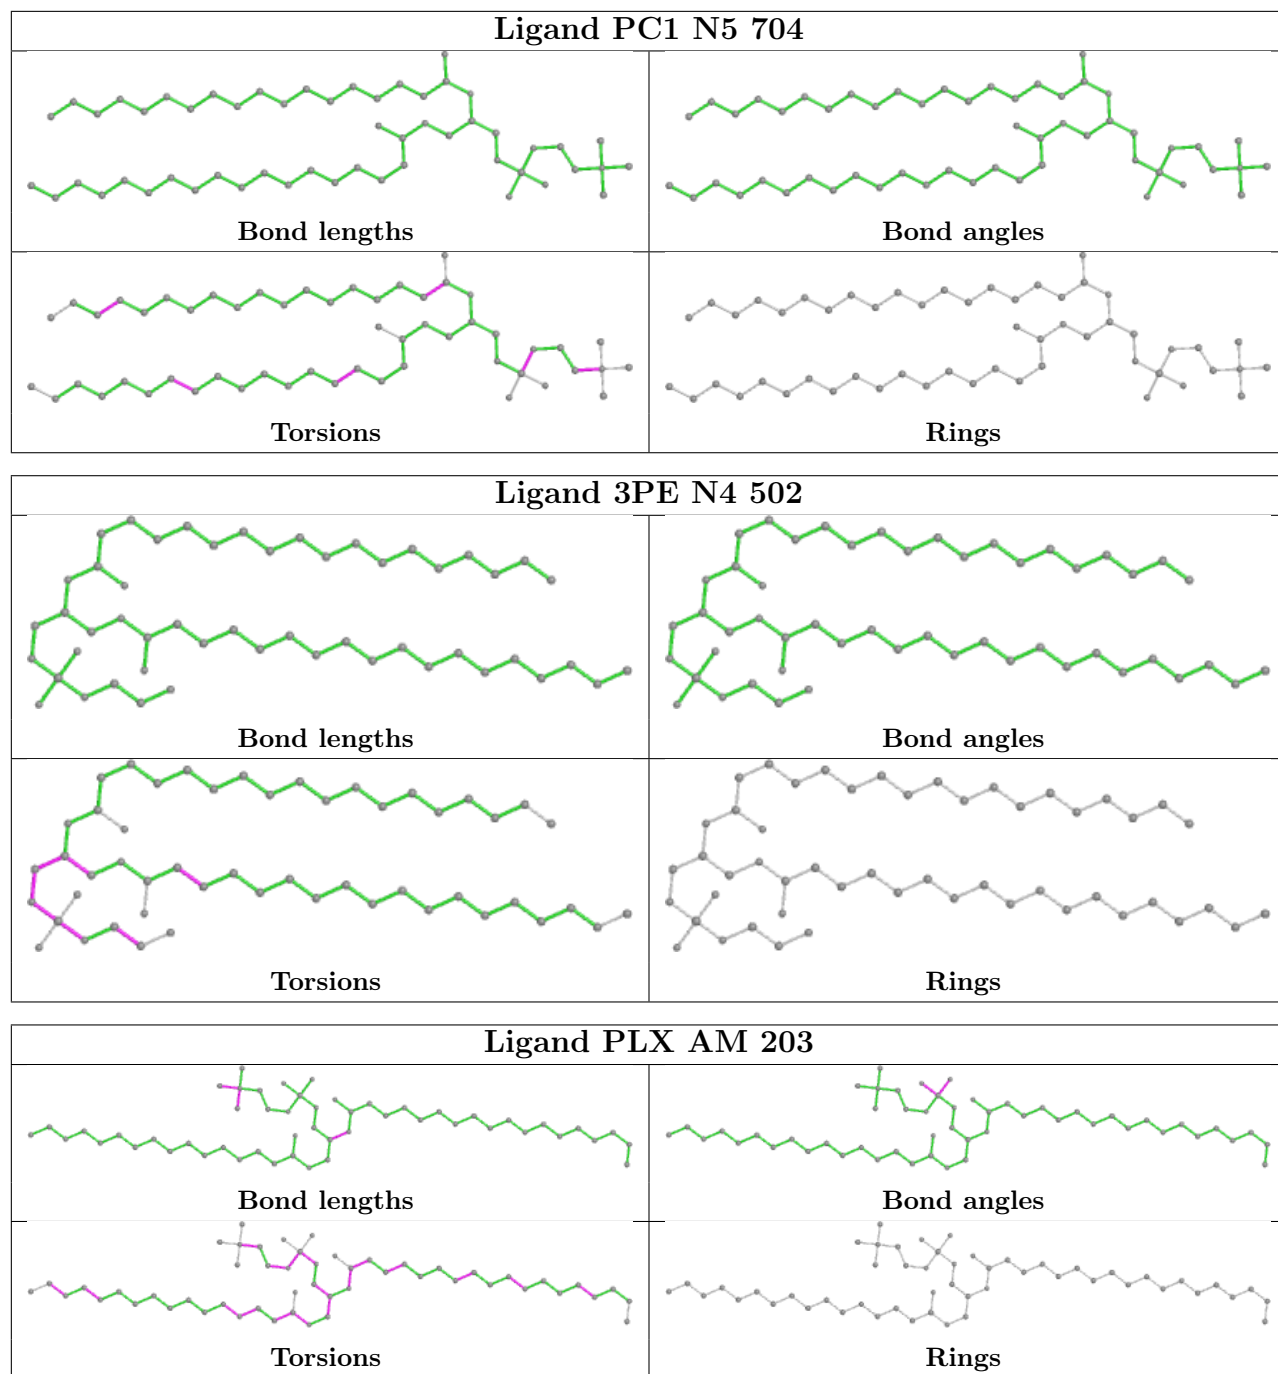 Ligand PC1 N5 704
Bond lengths
Bond angles
Torsions
Rings
Ligand 3PE N4 502
Bond lengths
Bond angles
Torsions
Rings
Ligand PLX AM 203
Bond lengths
Bond angles
Torsions
Rings